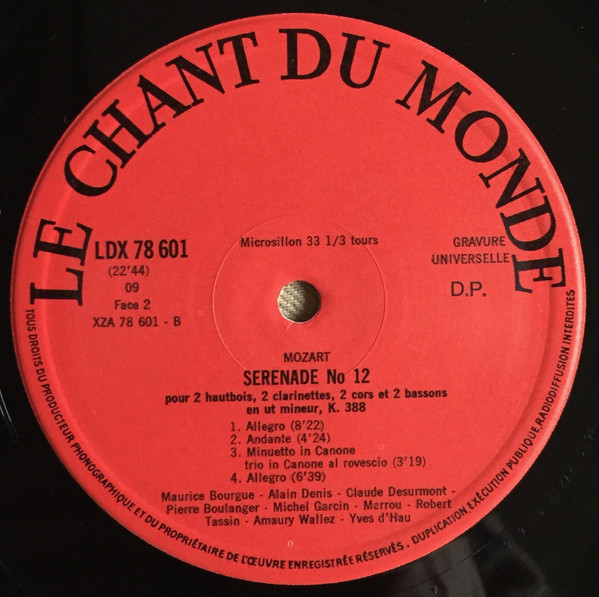 LE CHANT DU MONDE
LDX 78 601
(22'44)
09
Face 2
XZA 78 601 - B
Microsillon 33 1/3 tours
GRAVURE
UNIVERSELLE
D.P.
MOZART
SERENADE No 12
pour 2 hautbois, 2 clarinettes, 2 cors et 2 bassons
en ut mineur, K. 388
1. Allegro (8'22)
2. Andante (4'24)
3. Minuetto in Canone
trio in Canone al rovescio (3'19)
4. Allegro (6'39)
Maurice Bourgue - Alain Denis - Claude Desurmont -
Pierre Boulanger - Michel Garcin - Marrou - Robert
Tassin - Amaury Wallez - Yves d'Hau
TOUS DROITS DU PRODUCTEUR PHONOGRAPHIQUE ET DU PROPRIÉTAIRE DE L'ŒUVRE ENREGISTRÉE RÉSERVÉS. DUPLICATION, EXÉCUTION PUBLIQUE, RADIODIFFUSION INTERDITES